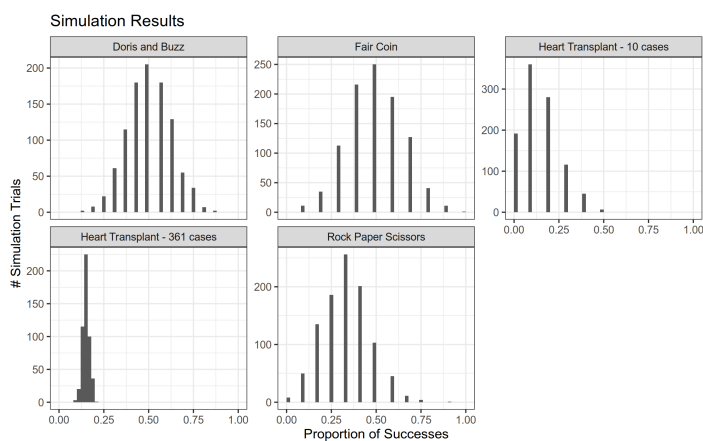 Simulation Results
Doris and Buzz
Fair Coin
Heart Transplant - 10 cases
200
150
100
50
0
250
200
150
100
50
0
300
200
100
0
0.00 0.25 0.50 0.75 1.00
Heart Transplant - 361 cases
Rock Paper Scissors
200
150
100
50
0
200
100
0
0.00 0.25 0.50 0.75 1.00
0.00 0.25 0.50 0.75 1.00
# Simulation Trials
Proportion of Successes